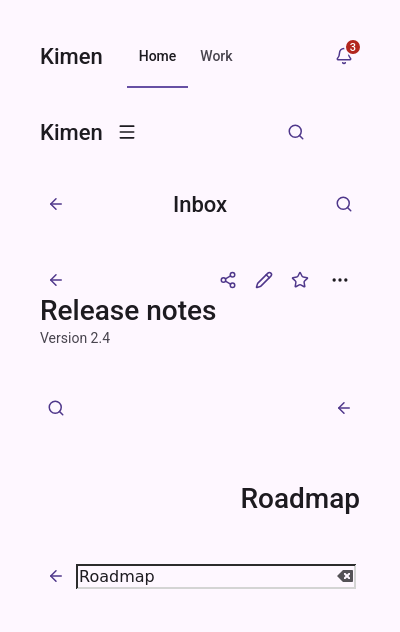 Kimen Home Work 3
Kimen
Inbox
Release notes
Version 2.4
Roadmap
Roadmap